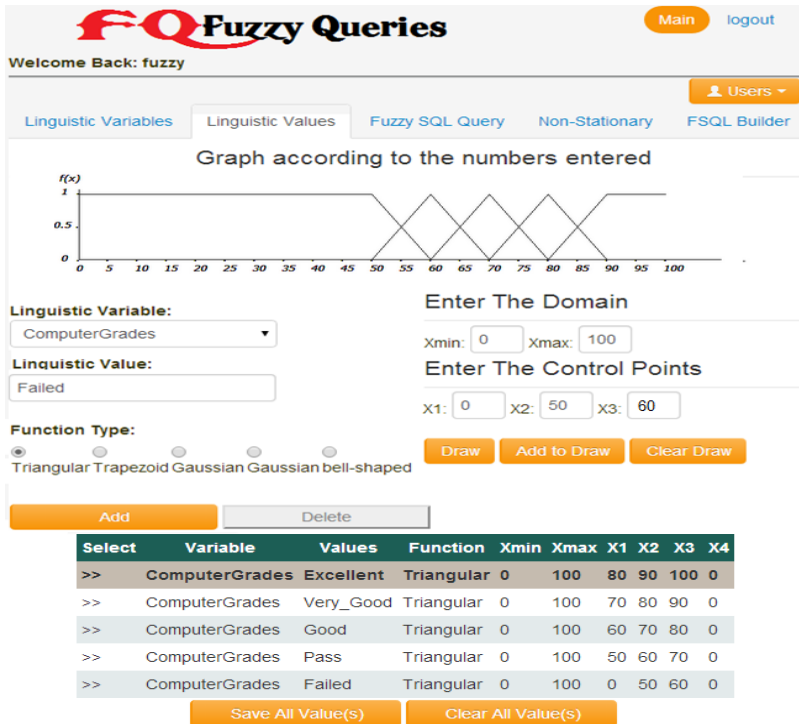 FQ Fuzzy Queries
Main logout
Welcome Back: fuzzy
Users
Linguistic Variables Linguistic Values Fuzzy SQL Query Non-Stationary FSQL Builder
Graph according to the numbers entered
f(x)
1
0.5
0
0 5 10 15 20 25 30 35 40 45 50 55 60 65 70 75 80 85 90 95 100
Linguistic Variable:
ComputerGrades
Linguistic Value:
Failed
Function Type:
Triangular Trapezoid Gaussian Gaussian bell-shaped
Enter The Domain
Xmin: 0 Xmax: 100
Enter The Control Points
X1: 0 X2: 50 X3: 60
Draw Add to Draw Clear Draw
Add Delete
Select Variable Values Function Xmin Xmax X1 X2 X3 X4
>> ComputerGrades Excellent Triangular 0 100 80 90 100 0
>> ComputerGrades Very_Good Triangular 0 100 70 80 90 0
>> ComputerGrades Good Triangular 0 100 60 70 80 0
>> ComputerGrades Pass Triangular 0 100 50 60 70 0
>> ComputerGrades Failed Triangular 0 100 0 50 60 0
Save All Value(s) Clear All Value(s)